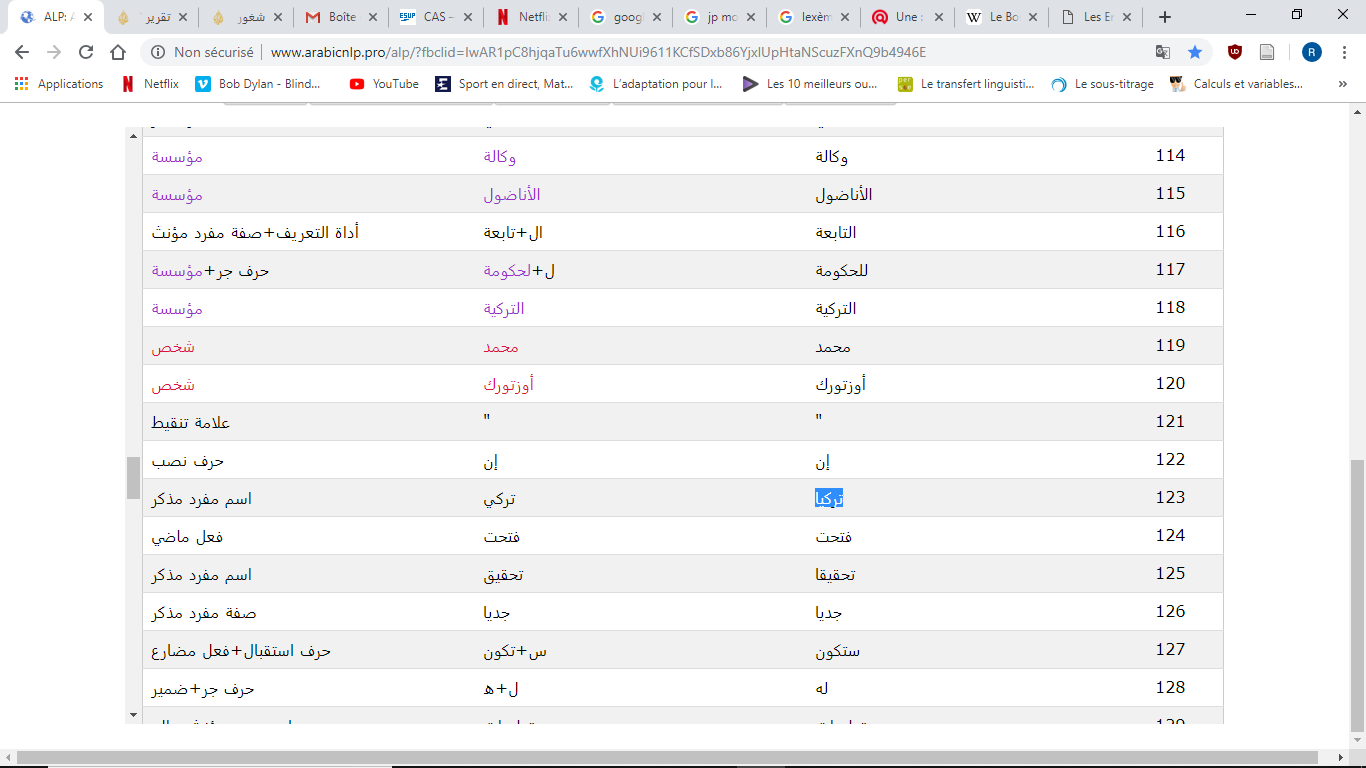 ALP: A
تقرير
شغور
Boîte
ESUP CAS –
Netfli
goog
jp mo
lexèm
Une :
W Le Bo
Les Er
Non sécurisé | www.arabicnlp.pro/alp/?fbclid=IwAR1pC8hjqaTu6wwfXhNUi9611KCfSDxb86YjxlUpHtaNScuzFXnQ9b4946E
R
Applications Netflix Bob Dylan - Blind... YouTube Sport en direct, Mat... L'adaptation pour l... Les 10 meilleurs ou... Le transfert linguisti... Le sous-titrage Calculs et variables... »
114 وكالة وكالة مؤسسة
115 الأناضول الأناضول مؤسسة
116 التابعة ال+تابعة أداة التعريف+صفة مفرد مؤنث
117 للحكومة ل+لحكومة حرف جر+مؤسسة
118 التركية التركية مؤسسة
119 محمد محمد شخص
120 أوزتورك أوزتورك شخص
121 " " علامة تنقيط
122 إن إن حرف نصب
123 تركيا تركي اسم مفرد مذكر
124 فتحت فتحت فعل ماضي
125 تحقيقا تحقيق اسم مفرد مذكر
126 جديا جديا صفة مفرد مذكر
127 ستكون س+تكون حرف استقبال+فعل مضارع
128 له ل+ه حرف جر+ضمير